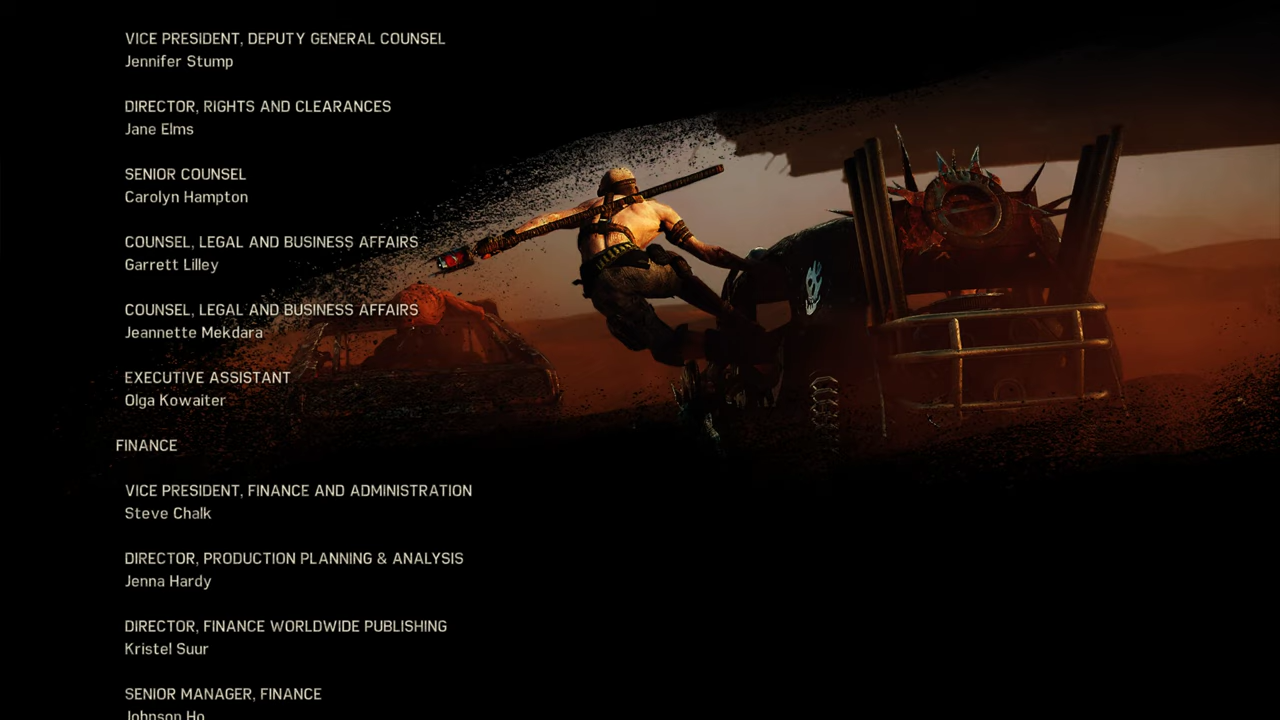 VICE PRESIDENT, DEPUTY GENERAL COUNSEL
Jennifer Stump
DIRECTOR, RIGHTS AND CLEARANCES
Jane Elms
SENIOR COUNSEL
Carolyn Hampton
COUNSEL, LEGAL AND BUSINESS AFFAIRS
Garrett Lilley
COUNSEL, LEGAL AND BUSINESS AFFAIRS
Jeannette Mekdara
EXECUTIVE ASSISTANT
Olga Kowaiter
FINANCE
VICE PRESIDENT, FINANCE AND ADMINISTRATION
Steve Chalk
DIRECTOR, PRODUCTION PLANNING & ANALYSIS
Jenna Hardy
DIRECTOR, FINANCE WORLDWIDE PUBLISHING
Kristel Suur
SENIOR MANAGER, FINANCE
Johnson Ho